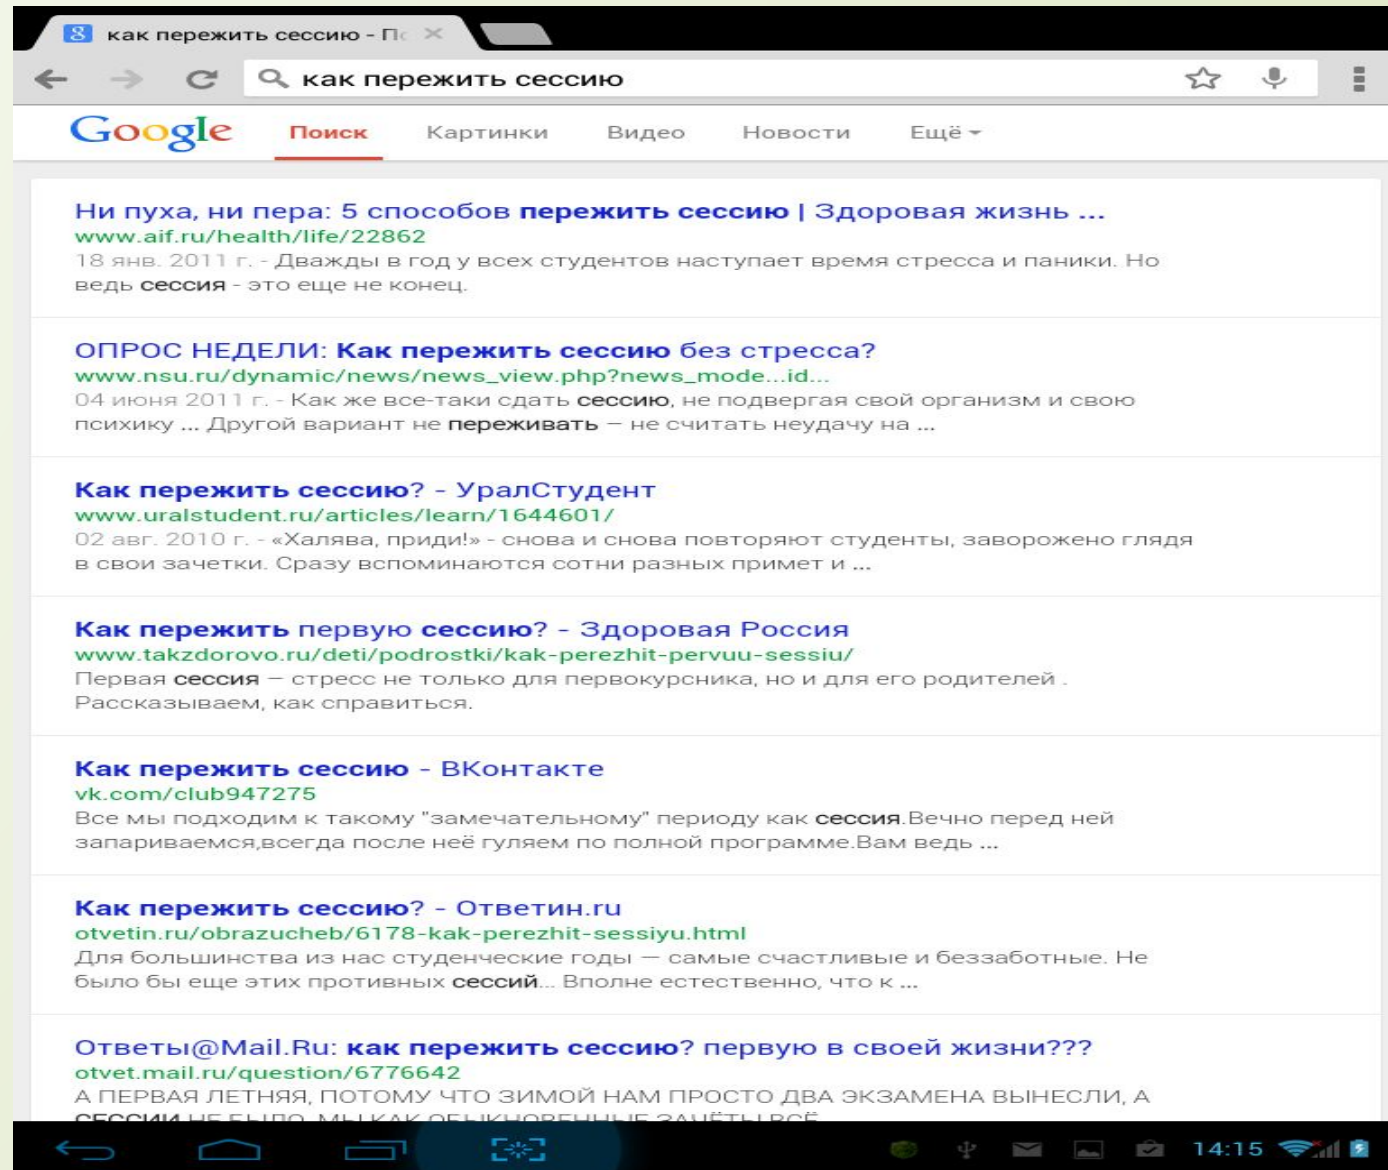 как пережить сессию - По
как пережить сессию
Google Поиск Картинки Видео Новости Ещё
Ни пуха, ни пера: 5 способов пережить сессию | Здоровая жизнь ...
www.aif.ru/health/life/22862
18 янв. 2011 г. - Дважды в год у всех студентов наступает время стресса и паники. Но
ведь сессия - это еще не конец.
ОПРОС НЕДЕЛИ: Как пережить сессию без стресса?
www.nsu.ru/dynamic/news/news_view.php?news_mode...id...
04 июня 2011 г. - Как же все-таки сдать сессию, не подвергая свой организм и свою
психику ... Другой вариант не переживать — не считать неудачу на ...
Как пережить сессию? - УралСтудент
www.uralstudent.ru/articles/learn/1644601/
02 авг. 2010 г. - «Халява, приди!» - снова и снова повторяют студенты, заворожено глядя
в свои зачетки. Сразу вспоминаются сотни разных примет и ...
Как пережить первую сессию? - Здоровая Россия
www.takzdorovo.ru/deti/podrostki/kak-perezhit-pervuu-sessiu/
Первая сессия — стресс не только для первокурсника, но и для его родителей .
Рассказываем, как справиться.
Как пережить сессию - ВКонтакте
vk.com/club947275
Все мы подходим к такому "замечательному" периоду как сессия.Вечно перед ней
запариваемся,всегда после неё гуляем по полной программе.Вам ведь ...
Как пережить сессию? - Ответин.ru
otvetin.ru/obrazucheb/6178-kak-perezhit-sessiyu.html
Для большинства из нас студенческие годы — самые счастливые и беззаботные. Не
было бы еще этих противных сессий... Вполне естественно, что к ...
Ответы@Mail.Ru: как пережить сессию? первую в своей жизни???
otvet.mail.ru/question/6776642
А ПЕРВАЯ ЛЕТНЯЯ, ПОТОМУ ЧТО ЗИМОЙ НАМ ПРОСТО ДВА ЭКЗАМЕНА ВЫНЕСЛИ, А
СЕССИИ НЕ БЫЛО, МЫ КАК ОБЫКНОВЕННЫЕ ЗАЧЁТЫ ВСЁ
14:15